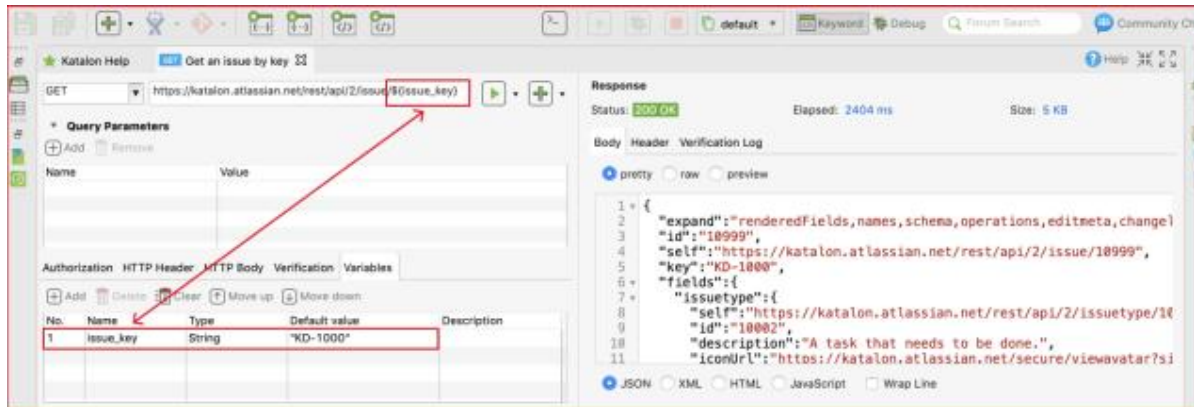 default
Keyword
Debug
Forum Search
Community Ch
Katalon Help
GET Get an issue by key
Help
GET
https://katalon.atlassian.net/rest/api/2/issue/${issue_key}
Query Parameters
Add Remove
Name Value
Authorization HTTP Header HTTP Body Verification Variables
Add Delete Clear Move up Move down
No. Name Type Default value Description
1 issue_key String "KD-1000"
Response
Status: 200 OK Elapsed: 2404 ms Size: 5 KB
Body Header Verification Log
pretty raw preview
1 {
2 "expand":"renderedFields,names,schema,operations,editmeta,changel
3 "id":"10999",
4 "self":"https://katalon.atlassian.net/rest/api/2/issue/10999",
5 "key":"KD-1000",
6 "fields":{
7 "issuetype":{
8 "self":"https://katalon.atlassian.net/rest/api/2/issuetype/10
9 "id":"10002",
10 "description":"A task that needs to be done.",
11 "iconUrl":"https://katalon.atlassian.net/secure/viewavatar?si
JSON XML HTML JavaScript Wrap Line